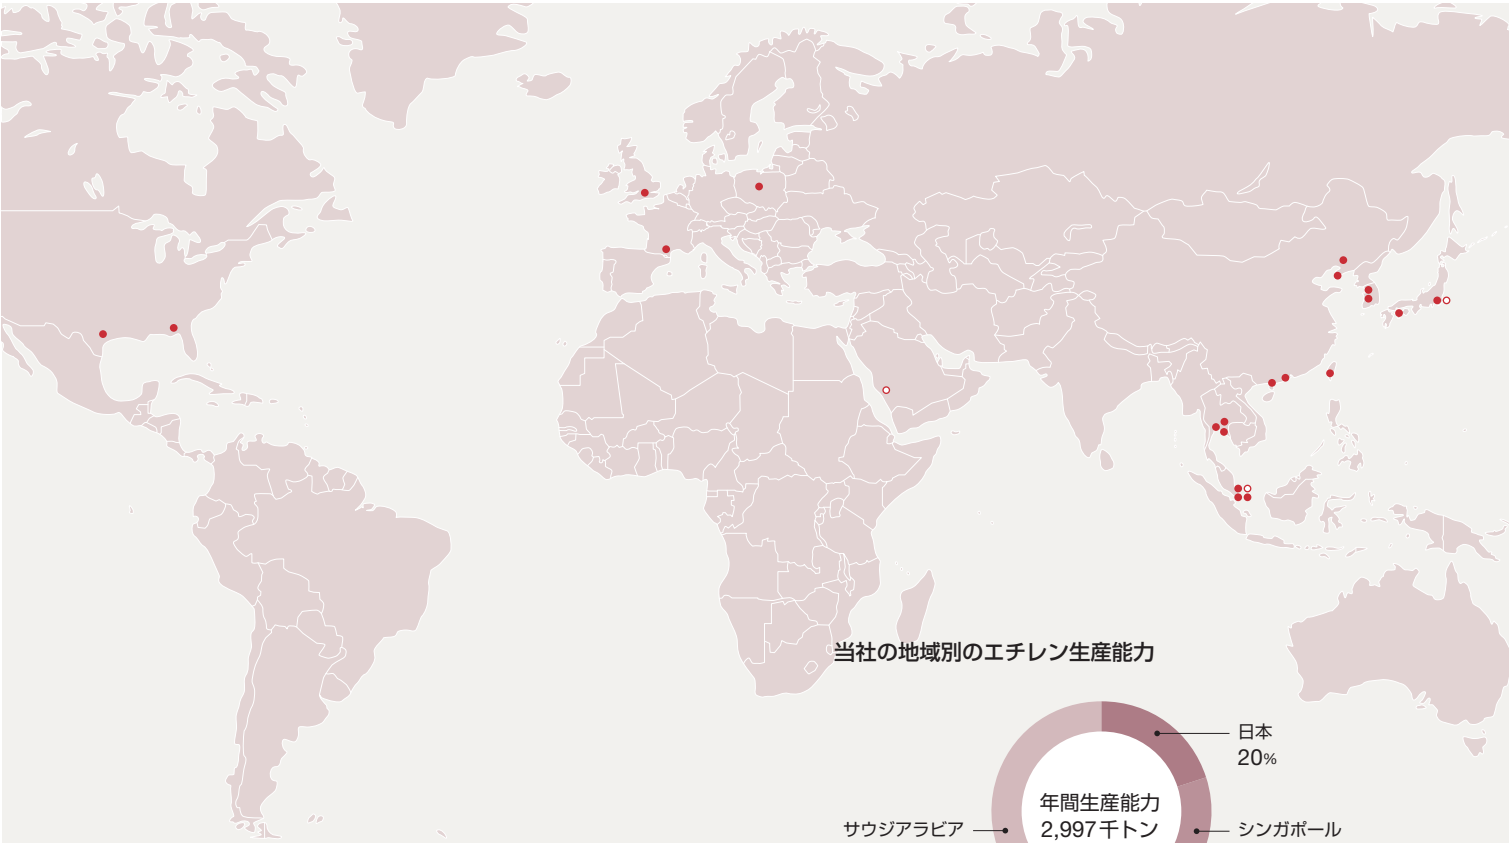 当社の地域別のエチレン生産能力
日本
20%
年間生産能力
2,997千トン
サウジアラビア
シンガポール